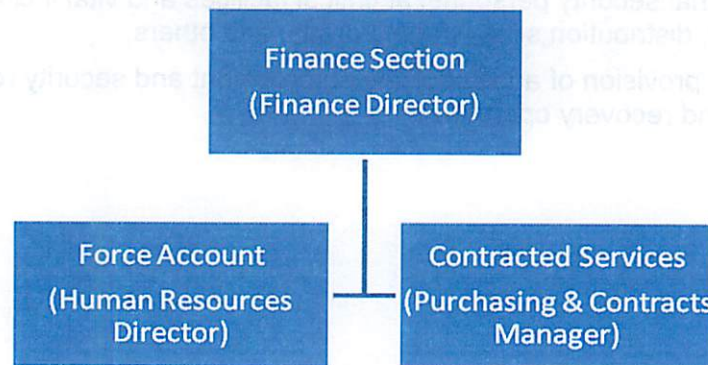 Finance Section
(Finance Director)
Force Account
(Human Resources
Director)
Contracted Services
(Purchasing & Contracts
Manager)